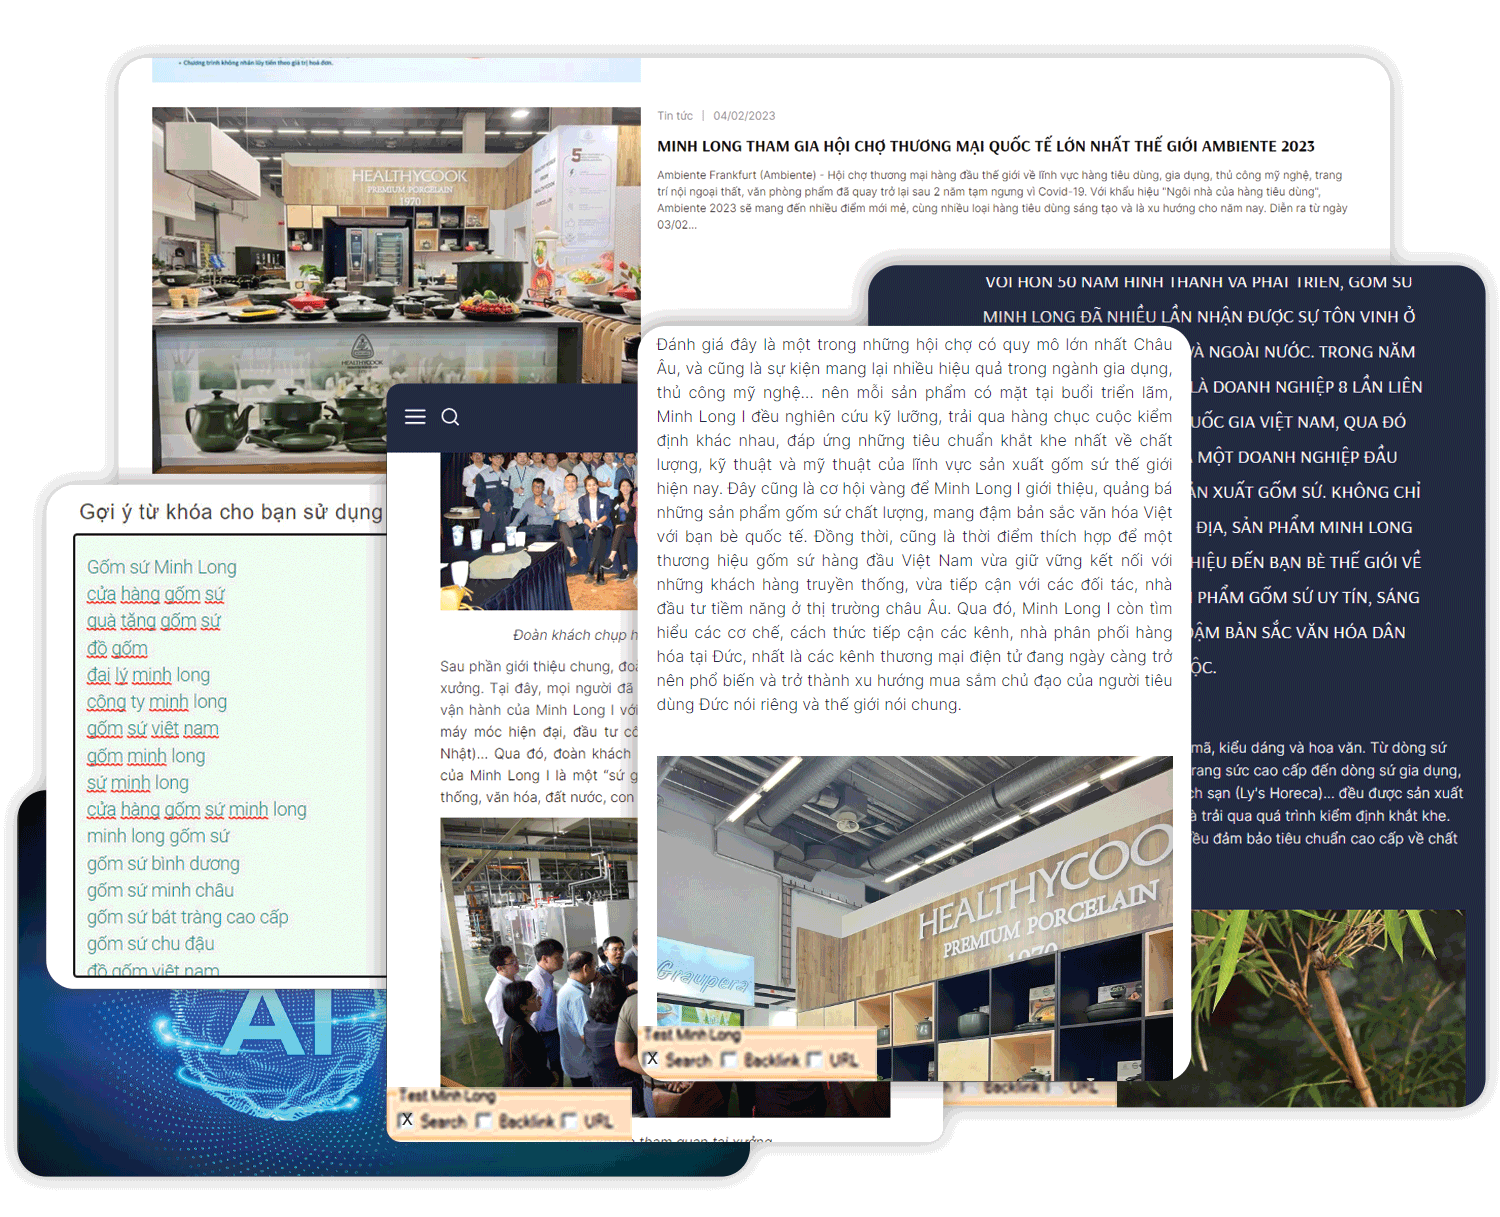 • Chương trình không nhân lũy tiến theo giá trị hoá đơn.
HEALTHYCOOK
PREMIUM PORCELAIN
1970
5
HEALTHYCOOK
Tin tức | 04/02/2023
MINH LONG THAM GIA HỘI CHỢ THƯƠNG MẠI QUỐC TẾ LỚN NHẤT THẾ GIỚI AMBIENTE 2023
Ambiente Frankfurt (Ambiente) - Hội chợ thương mại hàng đầu thế giới về lĩnh vực hàng tiêu dùng, gia dụng, thủ công mỹ nghệ, trang
trí nội ngoại thất, văn phòng phẩm đã quay trở lại sau 2 năm tạm ngưng vì Covid-19. Với khẩu hiệu "Ngôi nhà của hàng tiêu dùng",
Ambiente 2023 sẽ mang đến nhiều điểm mới mẻ, cùng nhiều loại hàng tiêu dùng sáng tạo và là xu hướng cho năm nay. Diễn ra từ ngày
03/02...
VỚI HƠN 50 NĂM HÌNH THÀNH VÀ PHÁT TRIỂN, GỐM SỨ
MINH LONG ĐÃ NHIỀU LẦN NHẬN ĐƯỢC SỰ TÔN VINH Ở
VÀ NGOÀI NƯỚC. TRONG NĂM
LÀ DOANH NGHIỆP 8 LẦN LIÊN
UỐC GIA VIỆT NAM, QUA ĐÓ
MỘT DOANH NGHIỆP ĐẦU
ẢN XUẤT GỐM SỨ. KHÔNG CHỈ
ĐỊA, SẢN PHẨM MINH LONG
HIỆU ĐẾN BẠN BÈ THẾ GIỚI VỀ
PHẨM GỐM SỨ UY TÍN, SÁNG
ĐẬM BẢN SẮC VĂN HÓA DÂN
ỘC.
mã, kiểu dáng và hoa văn. Từ dòng sứ
rang sức cao cấp đến dòng sứ gia dụng,
ch sạn (Ly's Horeca)... đều được sản xuất
à trải qua quá trình kiểm định khắt khe.
ều đảm bảo tiêu chuẩn cao cấp về chất
Backlink URL
Đánh giá đây là một trong những hội chợ có quy mô lớn nhất Châu
Âu, và cũng là sự kiện mang lại nhiều hiệu quả trong ngành gia dụng,
thủ công mỹ nghệ... nên mỗi sản phẩm có mặt tại buổi triển lãm,
Minh Long I đều nghiên cứu kỹ lưỡng, trải qua hàng chục cuộc kiểm
định khác nhau, đáp ứng những tiêu chuẩn khắt khe nhất về chất
lượng, kỹ thuật và mỹ thuật của lĩnh vực sản xuất gốm sứ thế giới
hiện nay. Đây cũng là cơ hội vàng để Minh Long I giới thiệu, quảng bá
những sản phẩm gốm sứ chất lượng, mang đậm bản sắc văn hóa Việt
với bạn bè quốc tế. Đồng thời, cũng là thời điểm thích hợp để một
thương hiệu gốm sứ hàng đầu Việt Nam vừa giữ vững kết nối với
những khách hàng truyền thống, vừa tiếp cận với các đối tác, nhà
đầu tư tiềm năng ở thị trường châu Âu. Qua đó, Minh Long I còn tìm
hiểu các cơ chế, cách thức tiếp cận các kênh, nhà phân phối hàng
hóa tại Đức, nhất là các kênh thương mại điện tử đang ngày càng trở
nên phổ biến và trở thành xu hướng mua sắm chủ đạo của người tiêu
dùng Đức nói riêng và thế giới nói chung.
HEALTHYCOO
PREMIUM PORCELAIN
1970
Graupera
Test Minh Long
X Search Backlink URL
Đoàn khách chụp h
Sau phần giới thiệu chung, đoà
xưởng. Tại đây, mọi người đã
vận hành của Minh Long I với
máy móc hiện đại, đầu tư cô
Nhật)... Qua đó, đoàn khách
của Minh Long I là một “sứ g
thống, văn hóa, đất nước, con
tham quan tại xưởng
Test Minh Long
X Search Backlink URL
Gợi ý từ khóa cho bạn sử dụng
Gốm sứ Minh Long
cửa hàng gốm sứ
quà tặng gốm sứ
đồ gốm
đại lý minh long
công ty minh long
gốm sứ việt nam
gốm minh long
sứ minh long
cửa hàng gốm sứ minh long
minh long gốm sứ
gốm sứ bình dương
gốm sứ minh châu
gốm sứ bát tràng cao cấp
gốm sứ chu đậu
đồ gốm việt nam
AI